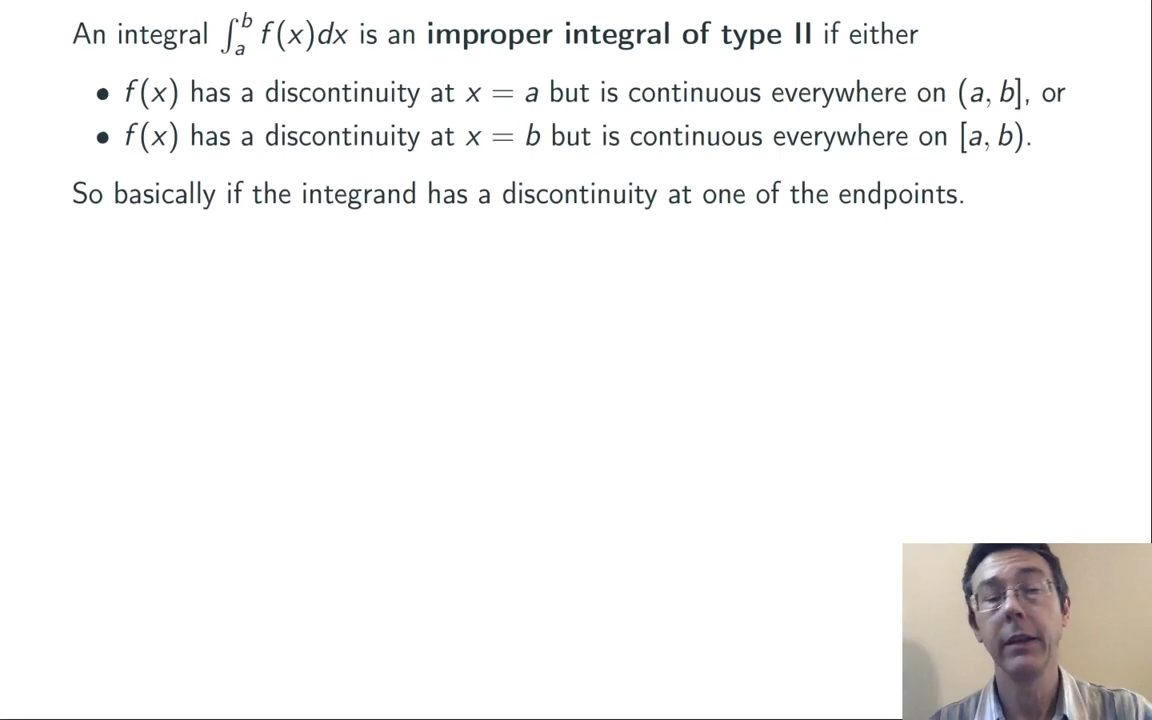 An integral ∫_a^b f(x)dx is an improper integral of type II if either
• f(x) has a discontinuity at x = a but is continuous everywhere on (a, b], or
• f(x) has a discontinuity at x = b but is continuous everywhere on [a, b).
So basically if the integrand has a discontinuity at one of the endpoints.